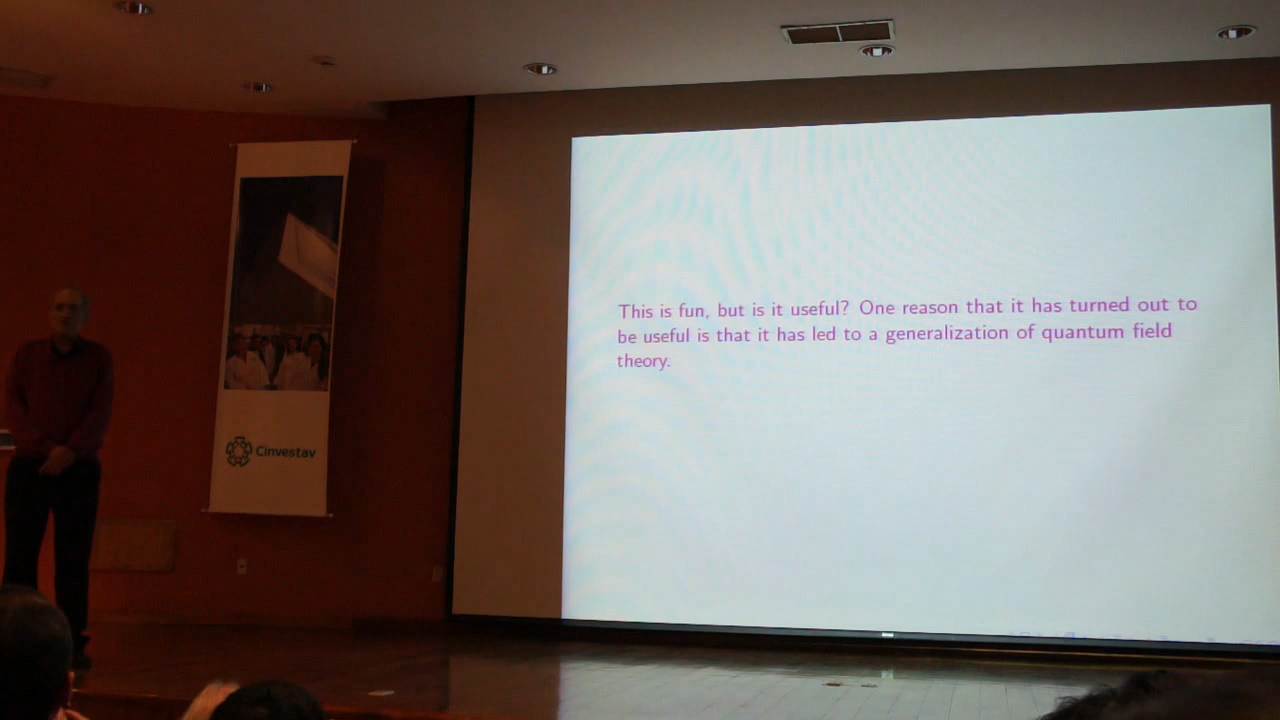 This is fun, but is it useful? One reason that it has turned out to
be useful is that it has led to a generalization of quantum field
theory.
Cinvestav